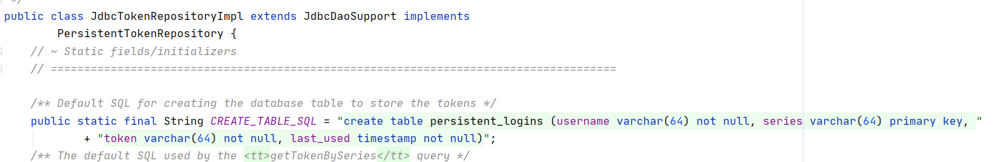 */
public class JdbcTokenRepositoryImpl extends JdbcDaoSupport implements
        PersistentTokenRepository {
    // ~ Static fields/initializers
    // =====================================================================================

    /** Default SQL for creating the database table to store the tokens */
    public static final String CREATE_TABLE_SQL = "create table persistent_logins (username varchar(64) not null, series varchar(64) primary key, "
            + "token varchar(64) not null, last_used timestamp not null)";
    /** The default SQL used by the <tt>getTokenBySeries</tt> query */